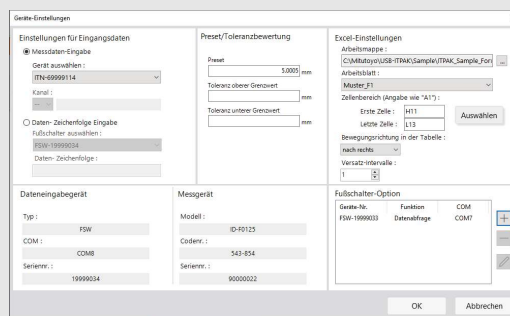 Geräte-Einstellungen
Einstellungen für Eingangsdaten
Messdaten-Eingabe
Gerät auswählen :
ITN-69999114
Kanal :
Daten- Zeichenfolge Eingabe
Fußschalter auswählen :
FSW-19999034
Daten- Zeichenfolge :
Preset/Toleranzbewertung
Preset
5.0005 mm
Toleranz oberer Grenzwert
mm
Toleranz unterer Grenzwert
mm
Excel-Einstellungen
Arbeitsmappe :
C:\Mitutoyo\USB-ITPAK\Sample\ITPAK_Sample_Forr ...
Arbeitsblatt :
Muster_F1
Zellenbereich (Angabe wie "A1") :
Erste Zelle : H11
Letzte Zelle : L13
Auswählen
Bewegungsrichtung in der Tabelle :
nach rechts
Versatz-Intervalle :
1
Dateneingabegerät
Typ :
FSW
COM :
COM8
Seriennr. :
19999034
Messgerät
Modell :
ID-F0125
Codenr. :
543-854
Seriennr. :
90000022
Fußschalter-Option
Geräte-Nr. Funktion COM
FSW-19999033 Datenabfrage COM7
OK Abbrechen